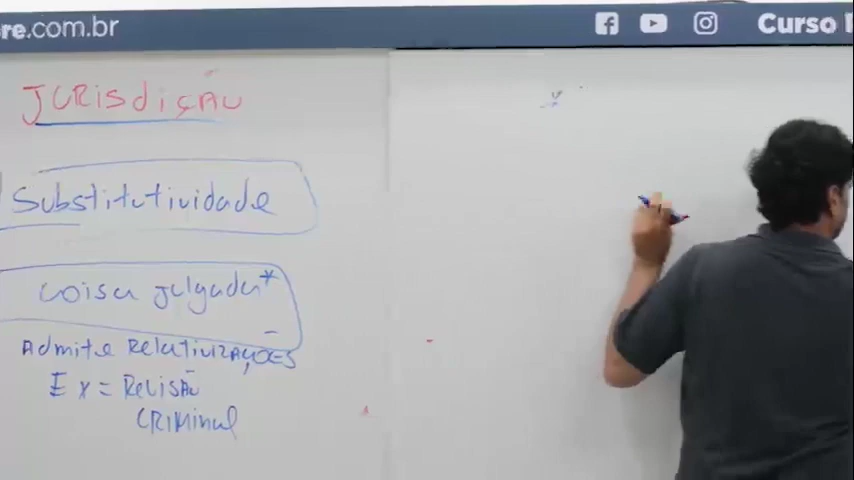 re.com.br
Curso
JURISDIÇÃO
Substitutividade
coisa julgada*
Admite RELATIVIZAÇÕES
EX = REVISÃO
CRIMINAL